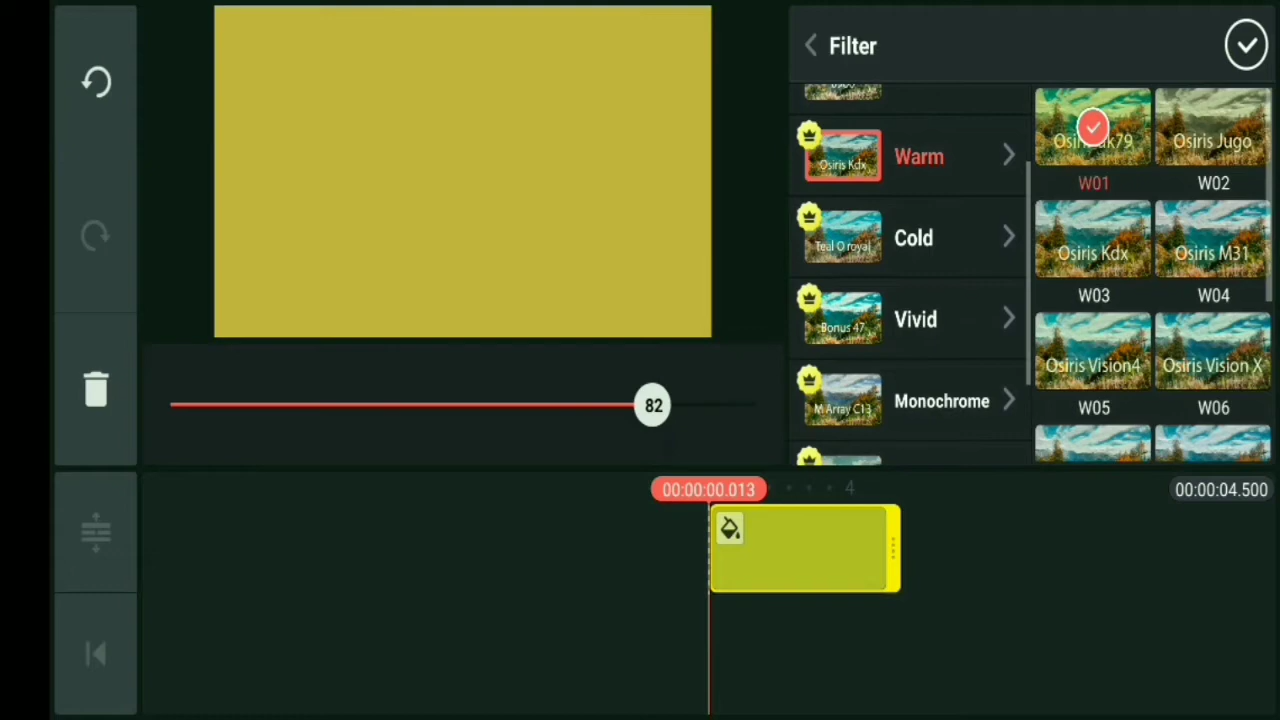 Filter
Osiris Kdx
Warm
Teal O royal
Cold
Bonus 47
Vivid
M Array C13
Monochrome
W01
Osiris Jugo
W02
Osiris Kdx
W03
Osiris M31
W04
Osiris Vision4
W05
Osiris Vision X
W06
82
00:00:00.013
4
00:00:04.500